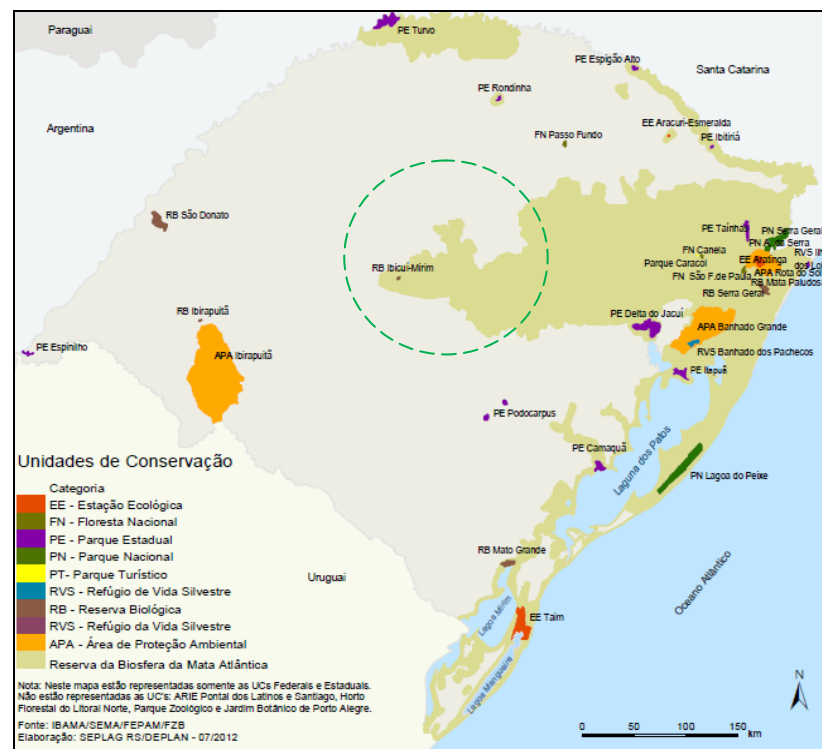 Paraguai
PE Turvo
PE Espigão Alto
Santa Catarina
PE Rondinha
Argentina
EE Aracuri-Esmeralda
FN Passo Fundo
PE Ibitiriá
RB São Donato
PE Tainhas
PN Serra Geral
PN A. da Serra
FN Canela
EE Aratinga
RVS Il
dos Lo
Parque Caracol
RB Ibicuí-Mirim
FN São F.de Paula
APA Rota do Sol
RB Mata Paludosa
RB Serra Geral
RB Ibirapuitã
PE Delta do Jacuí
APA Banhado Grande
PE Espinilho
APA Ibirapuitã
RVS Banhado dos Pachecos
PE Itapuã
PE Podocarpus
PE Camaquã
Laguna dos Patos
PN Lagoa do Peixe
Unidades de Conservação
Categoria
EE - Estação Ecológica
FN - Floresta Nacional
PE - Parque Estadual
PN - Parque Nacional
PT- Parque Turístico
RVS - Refúgio de Vida Silvestre
RB - Reserva Biológica
RVS - Refúgio da Vida Silvestre
APA - Área de Proteção Ambiental
Reserva da Biosfera da Mata Atlântica
RB Mato Grande
Uruguai
Oceano Atlântico
Lagoa Mirim
EE Taim
Lagoa Mangueira
Nota: Neste mapa estão representadas somente as UCs Federais e Estaduais.
Não estão representadas as UC's: ARIE Pontal dos Latinos e Santiago, Horto
Florestal do Litoral Norte, Parque Zoológico e Jardim Botânico de Porto Alegre.
Fonte: IBAMA/SEMA/FEPAM/FZB
Elaboração: SEPLAG RS/DEPLAN - 07/2012
N
0 50 100 150
km